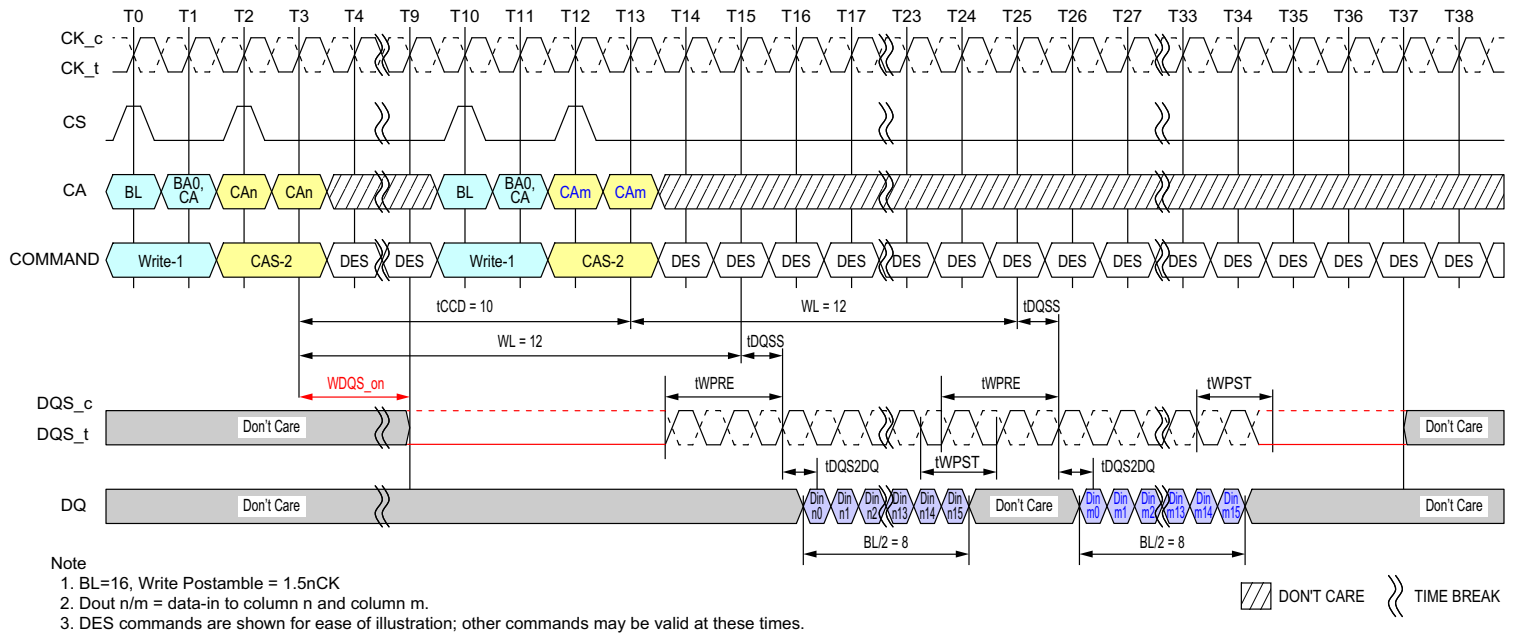 T0 T1 T2 T3 T4 T9 T10 T11 T12 T13 T14 T15 T16 T17 T23 T24 T25 T26 T27 T33 T34 T35 T36 T37 T38
CK_c
CK_t
CS
CA BL BA0, CA CAn CAn BL BA0, CA CAm CAm
COMMAND Write-1 CAS-2 DES DES Write-1 CAS-2 DES DES DES DES DES DES DES DES DES DES DES DES DES DES DES
tCCD = 10 WL = 12 tDQSS
WL = 12 tDQSS
WDQS_on tWPRE tWPRE tWPST
DQS_c
DQS_t Don't Care Don't Care
tDQS2DQ tWPST tDQS2DQ
DQ Don't Care Din n0 Din n1 Din n2 Din n13 Din n14 Din n15 Don't Care Din m0 Din m1 Din m2 Din m13 Din m14 Din m15 Don't Care
BL/2 = 8 BL/2 = 8
Note
1. BL=16, Write Postamble = 1.5nCK
2. Dout n/m = data-in to column n and column m.
3. DES commands are shown for ease of illustration; other commands may be valid at these times.
DON'T CARE TIME BREAK